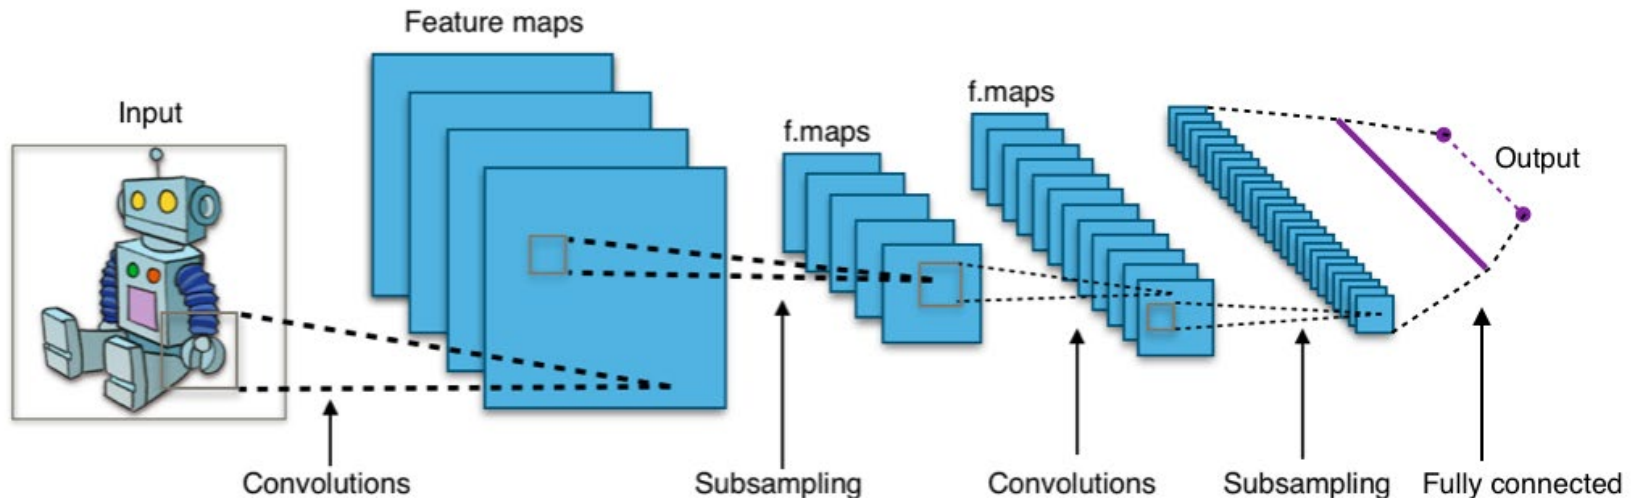 Feature maps
Input
f.maps
f.maps
Output
Convolutions
Subsampling
Convolutions
Subsampling
Fully connected